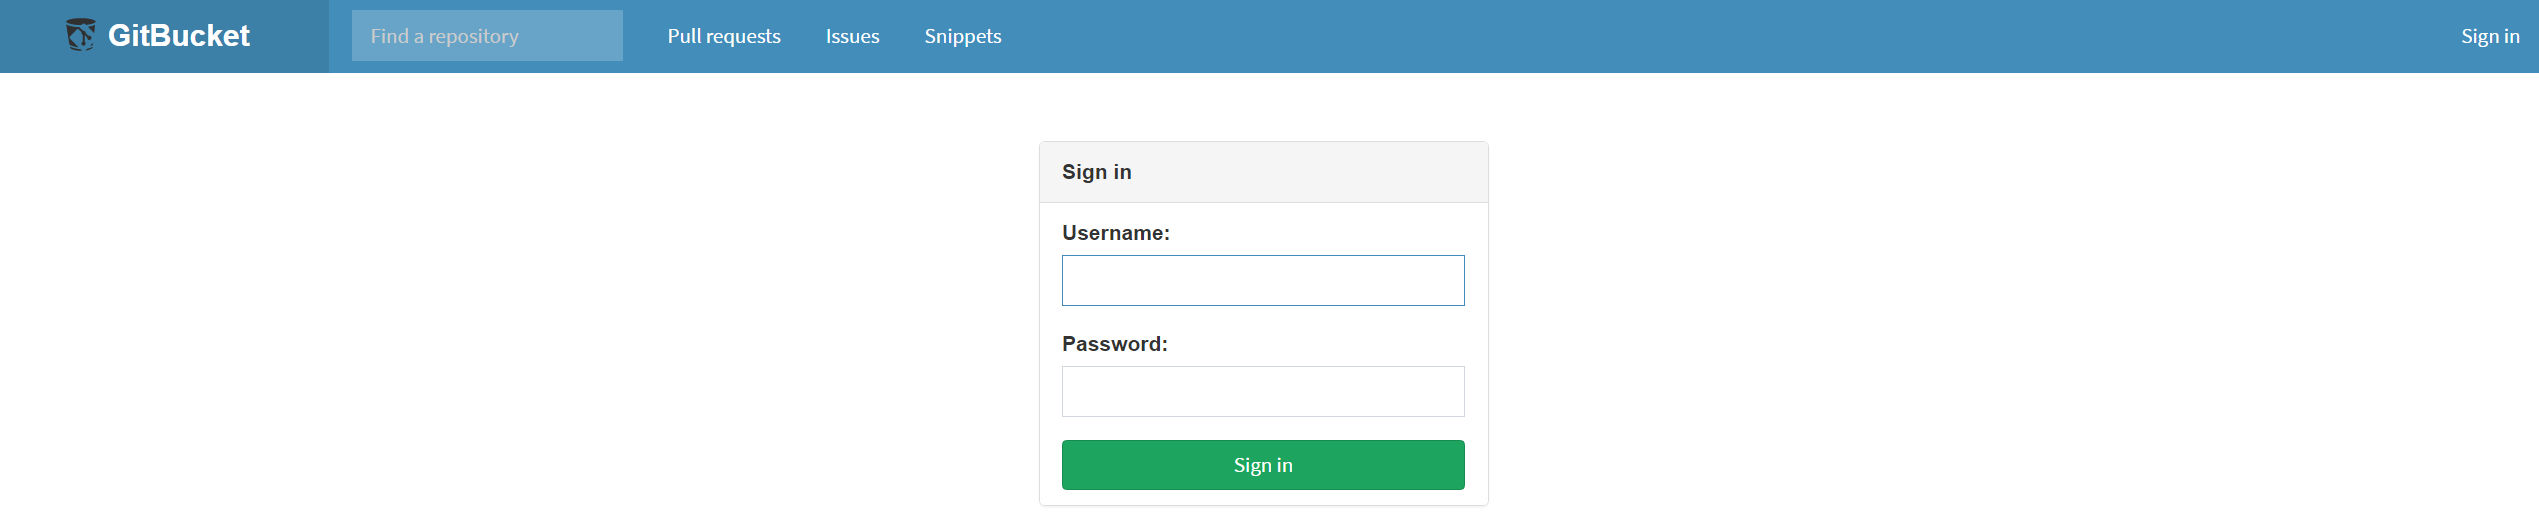 GitBucket Find a repository Pull requests Issues Snippets Sign in
Sign in
Username:
Password:
Sign in